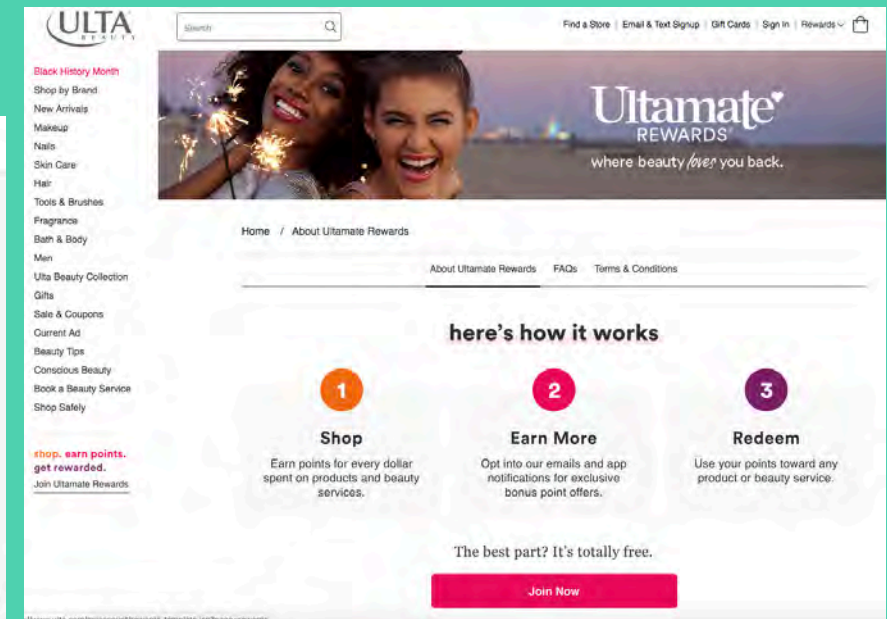 ULTA
BEAUTY
Search
Find a Store | Email & Text Signup | Gift Cards | Sign In | Rewards
Black History Month
Shop by Brand
New Arrivals
Makeup
Nails
Skin Care
Hair
Tools & Brushes
Fragrance
Bath & Body
Men
Ulta Beauty Collection
Gifts
Sale & Coupons
Current Ad
Beauty Tips
Conscious Beauty
Book a Beauty Service
Shop Safely
shop. earn points.
get rewarded.
Join Ultamate Rewards
Ultamate
REWARDS
where beauty loves you back.
Home / About Ultamate Rewards
About Ultamate Rewards FAQs Terms & Conditions
here's how it works
1
Shop
Earn points for every dollar
spent on products and beauty
services.
2
Earn More
Opt into our emails and app
notifications for exclusive
bonus point offers.
3
Redeem
Use your points toward any
product or beauty service.
The best part? It's totally free.
Join Now